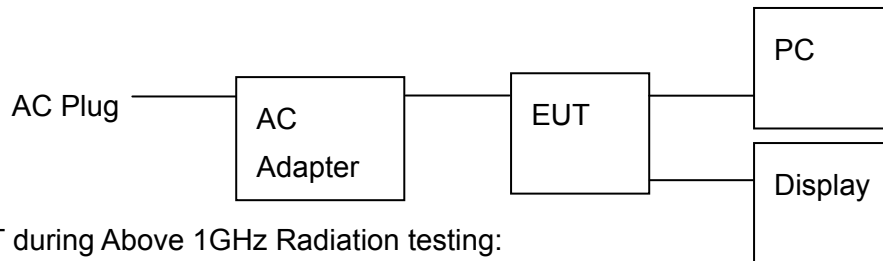 PC
AC Plug
AC
Adapter
EUT
Display
T during Above 1GHz Radiation testing: